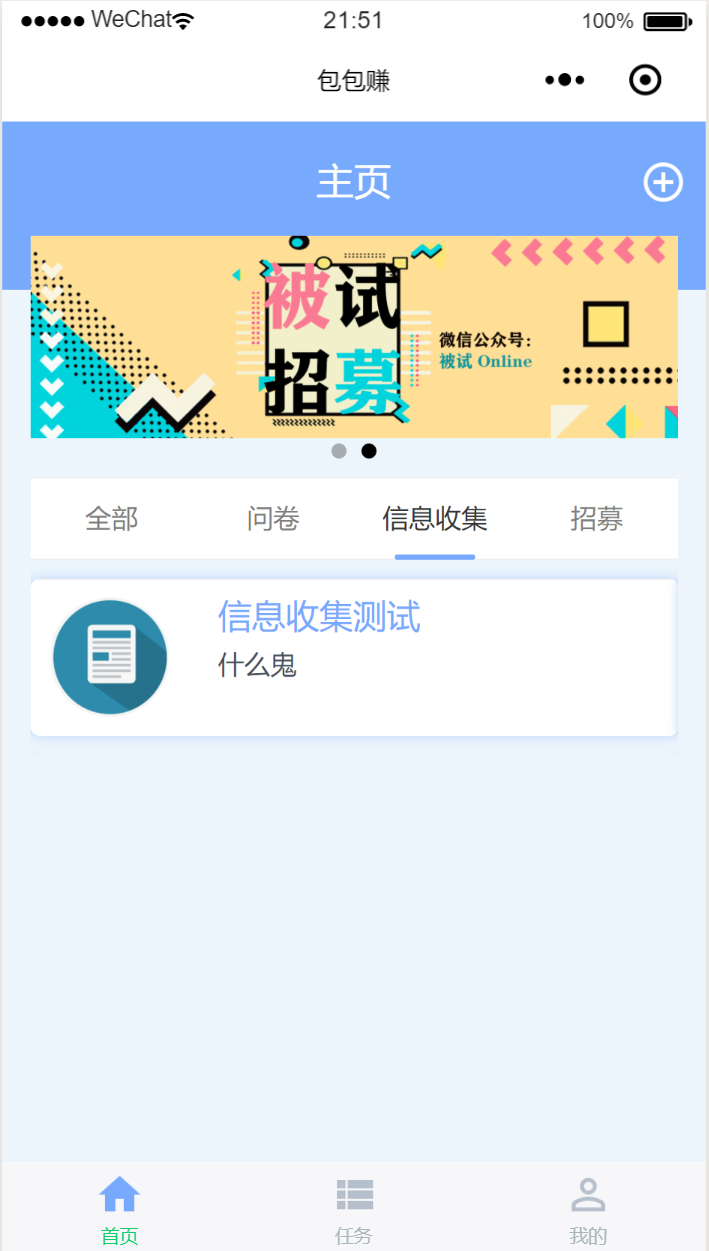 WeChat 21:51 100%
包包赚
主页
被试
招募
微信公众号：
被试 Online
全部 问卷 信息收集 招募
信息收集测试
什么鬼
首页 任务 我的